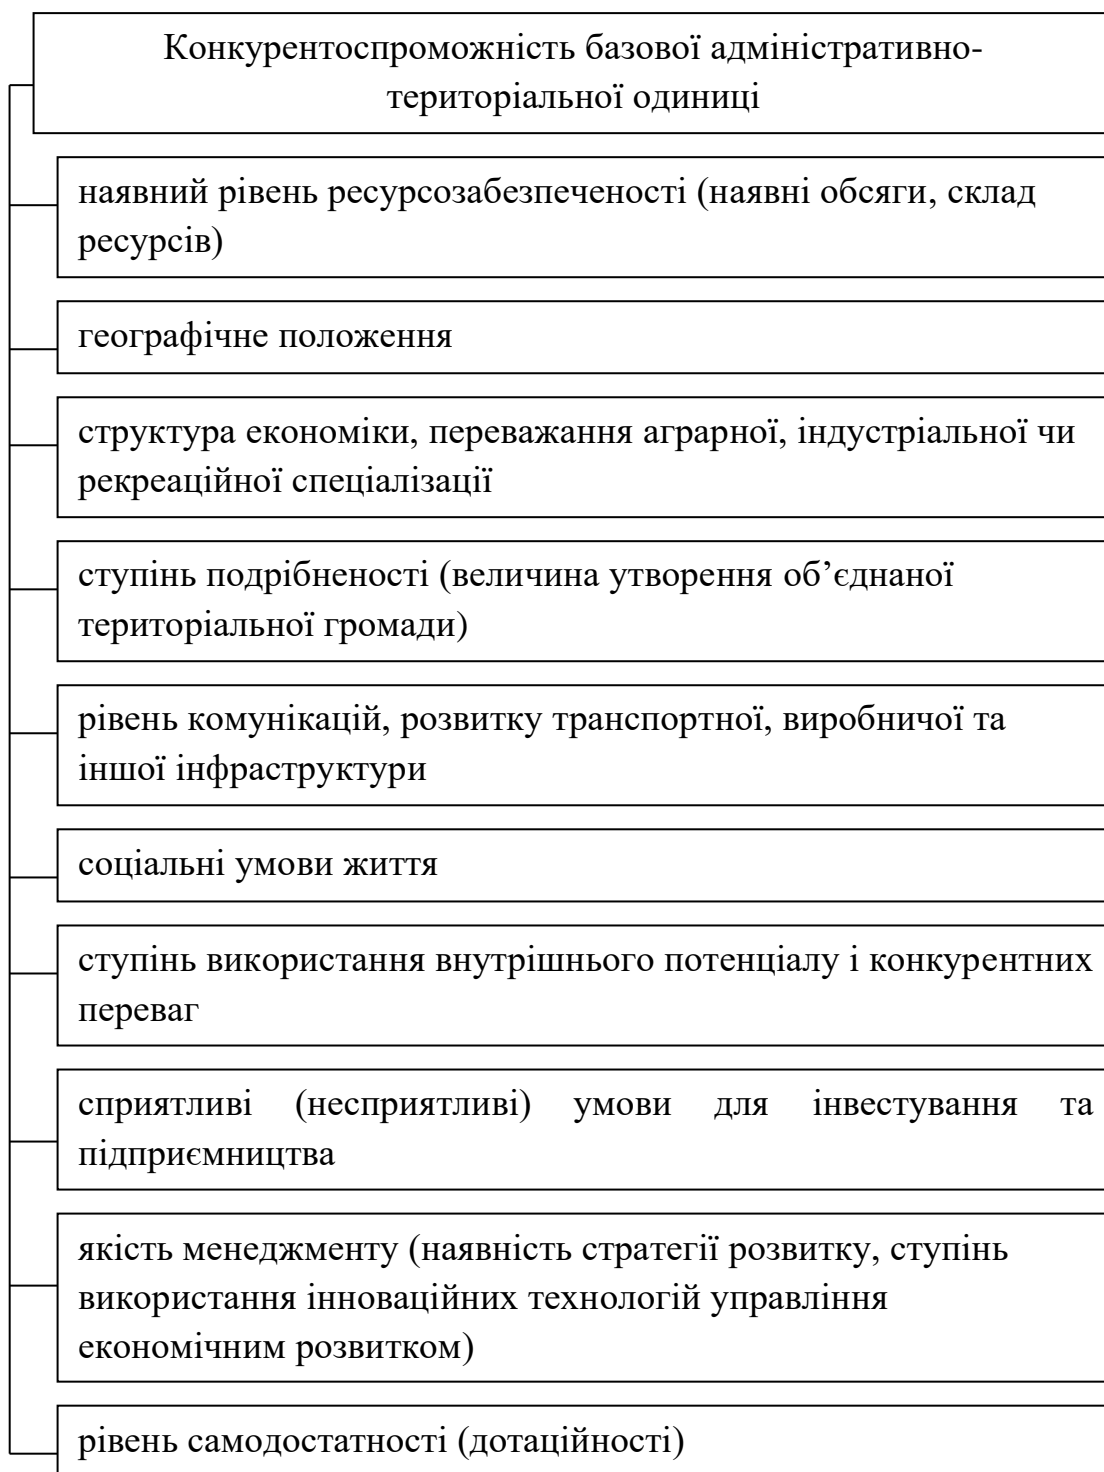 Конкурентоспроможність базової адміністративно-
територіальної одиниці
наявний рівень ресурсозабезпеченості (наявні обсяги, склад
ресурсів)
географічне положення
структура економіки, переважання аграрної, індустріальної чи
рекреаційної спеціалізації
ступінь подрібненості (величина утворення об’єднаної
територіальної громади)
рівень комунікацій, розвитку транспортної, виробничої та
іншої інфраструктури
соціальні умови життя
ступінь використання внутрішнього потенціалу і конкурентних
переваг
сприятливі (несприятливі) умови для інвестування та
підприємництва
якість менеджменту (наявність стратегії розвитку, ступінь
використання інноваційних технологій управління
економічним розвитком)
рівень самодостатності (дотаційності)